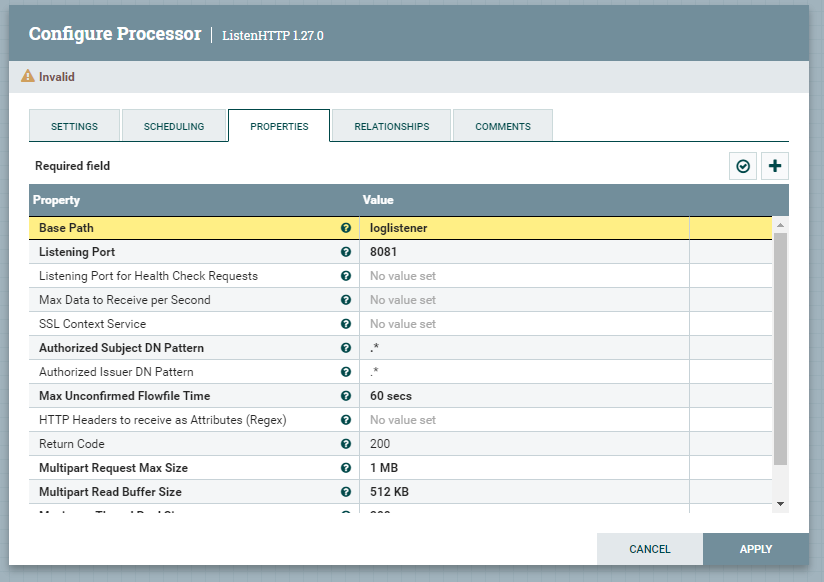 Configure Processor | ListenHTTP 1.27.0
Invalid
SETTINGS SCHEDULING PROPERTIES RELATIONSHIPS COMMENTS
Required field
Property Value
Base Path loglistener
Listening Port 8081
Listening Port for Health Check Requests No value set
Max Data to Receive per Second No value set
SSL Context Service No value set
Authorized Subject DN Pattern .*
Authorized Issuer DN Pattern .*
Max Unconfirmed Flowfile Time 60 secs
HTTP Headers to receive as Attributes (Regex) No value set
Return Code 200
Multipart Request Max Size 1 MB
Multipart Read Buffer Size 512 KB
CANCEL APPLY